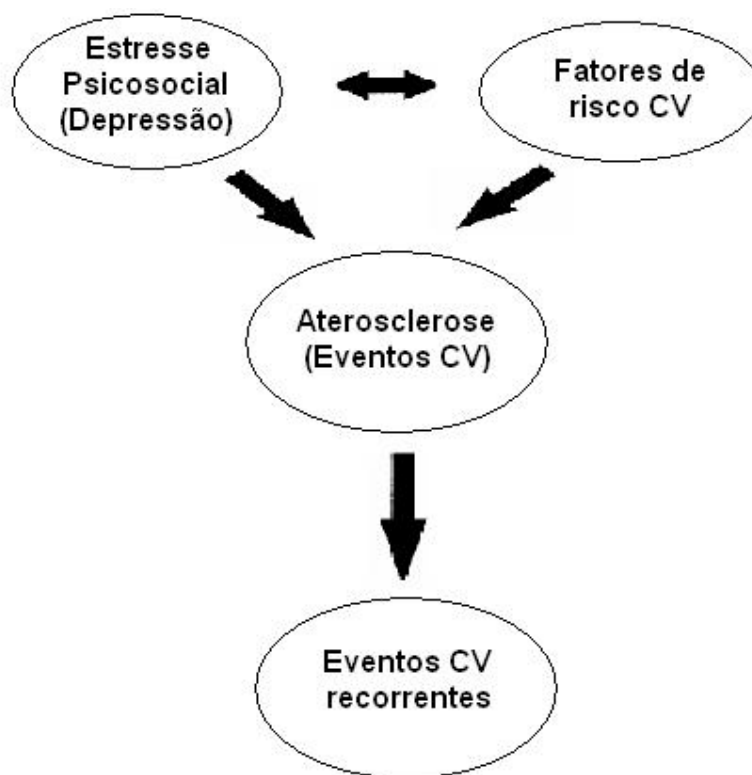 Estresse
Psicosocial
(Depressão)
Fatores de
risco CV
Aterosclerose
(Eventos CV)
Eventos CV
recorrentes